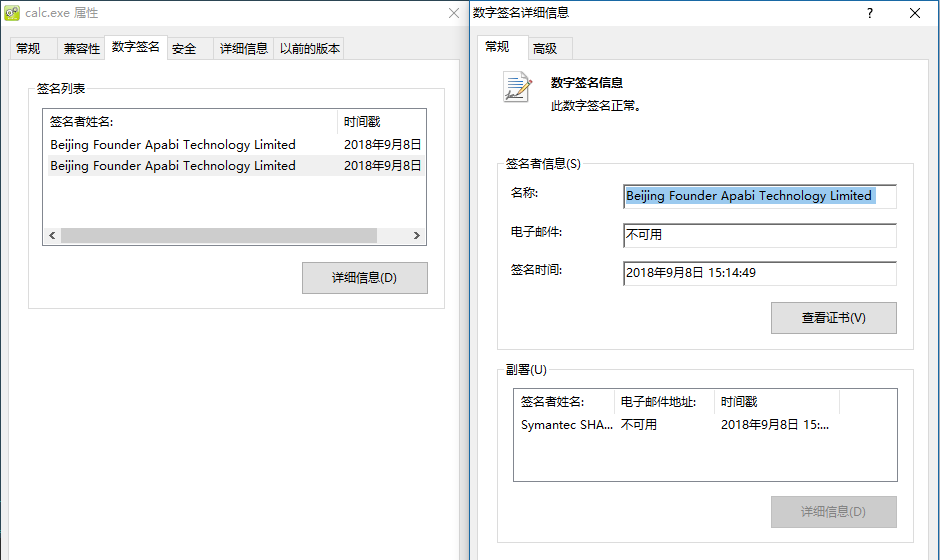 calc.exe 属性
常规 兼容性 数字签名 安全 详细信息 以前的版本
签名列表
签名者姓名: 时间戳
Beijing Founder Apabi Technology Limited 2018年9月8日
Beijing Founder Apabi Technology Limited 2018年9月8日
详细信息(D)
数字签名详细信息 ?
常规 高级
数字签名信息
此数字签名正常。
签名者信息(S)
名称: Beijing Founder Apabi Technology Limited
电子邮件: 不可用
签名时间: 2018年9月8日 15:14:49
查看证书(V)
副署(U)
签名者姓名: 电子邮件地址: 时间戳
Symantec SHA... 不可用 2018年9月8日 15:...
详细信息(D)